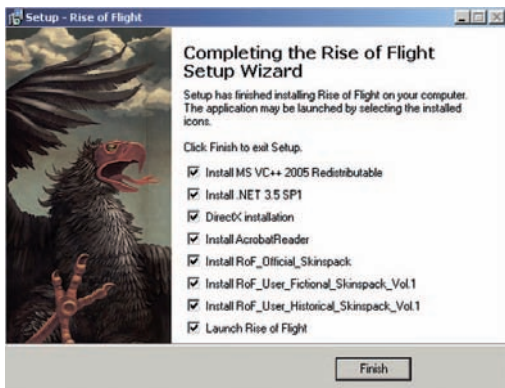 Setup - Rise of Flight
Completing the Rise of Flight
Setup Wizard
Setup has finished installing Rise of Flight on your computer.
The application may be launched by selecting the installed
icons.
Click Finish to exit Setup.
Install MS VC++ 2005 Redistributable
Install .NET 3.5 SP1
DirectX installation
Install AcrobatReader
Install RoF_Official_Skinspack
Install RoF_User_Fictional_Skinspack_Vol.1
Install RoF_User_Historical_Skinspack_Vol.1
Launch Rise of Flight
Finish